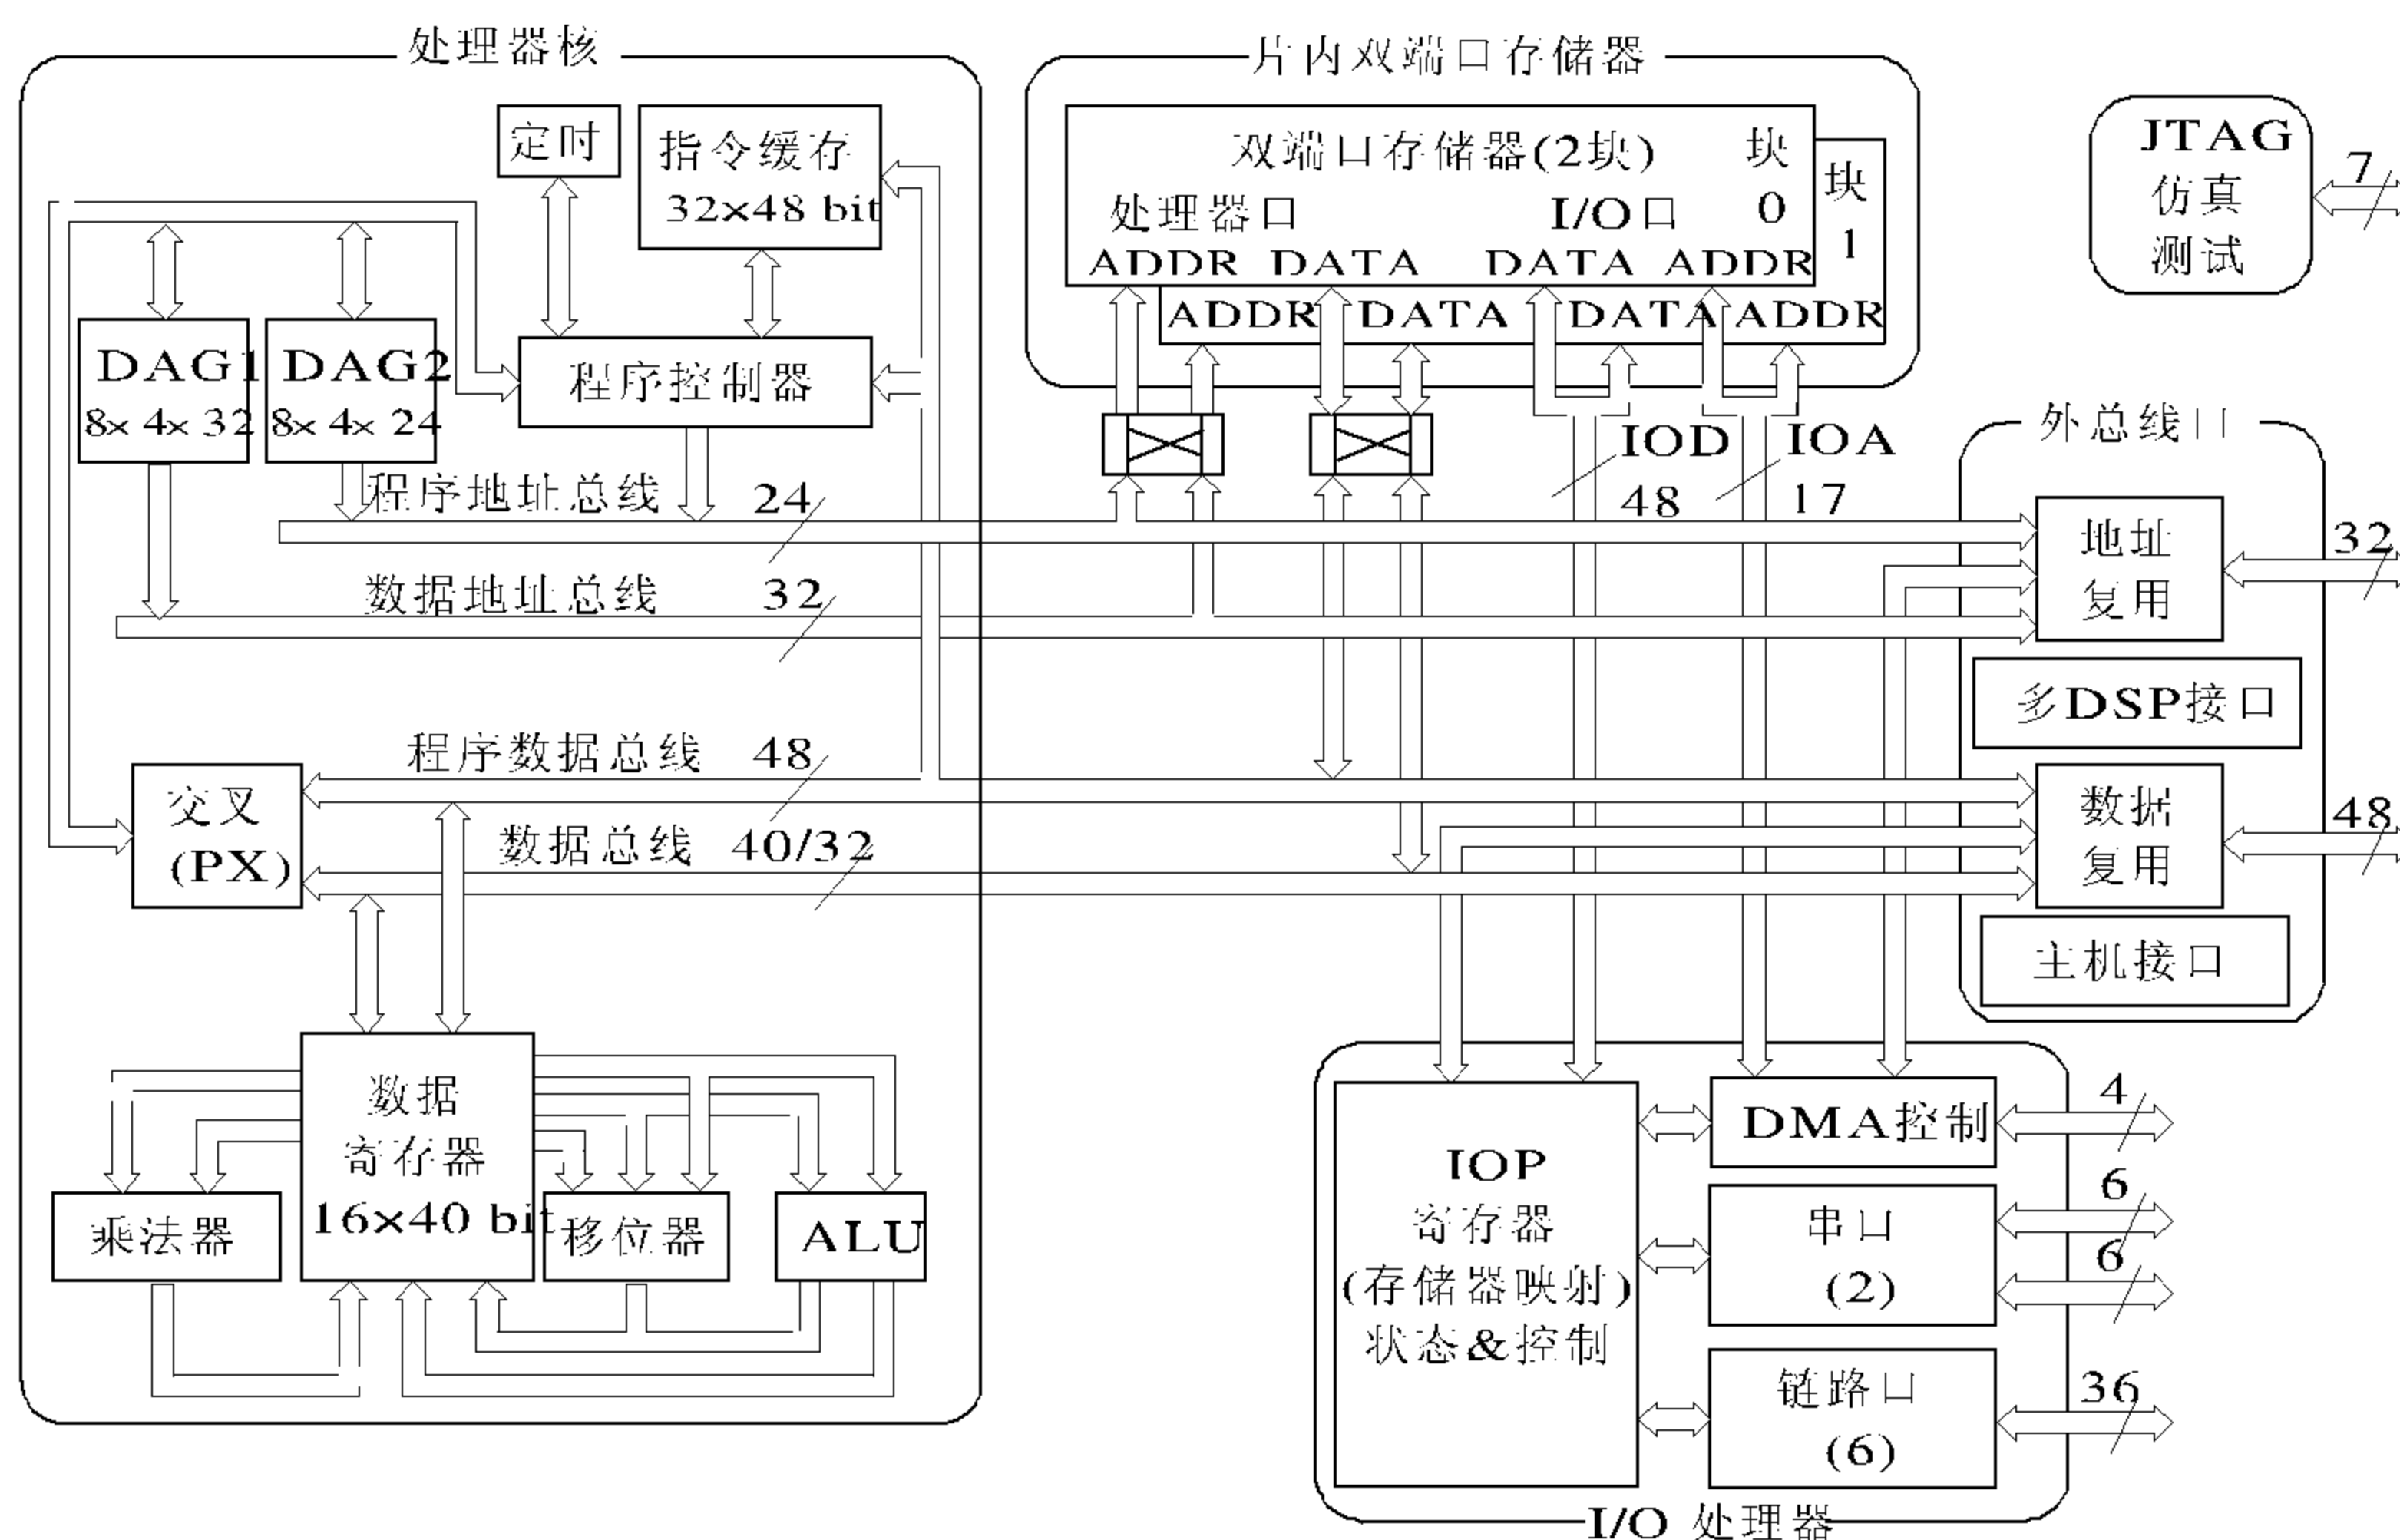 处理器核
定时
指令缓存
32×48 bit
DAG1
8× 4× 32
DAG2
8× 4× 24
程序控制器
程序地址总线 24
数据地址总线 32
程序数据总线 48
数据总线 40/32
交叉
(PX)
数据
寄存器
16×40 bit
乘法器
移位器
ALU
片内双端口存储器
双端口存储器(2块)
块
0
块
1
处理器口
I/O口
ADDR DATA DATA ADDR
ADDR DATA DATA ADDR
IOD
48
IOA
17
JTAG
仿真
测试
7
外总线口
地址
复用
32
多DSP接口
数据
复用
48
主机接口
IOP
寄存器
(存储器映射)
状态&控制
DMA控制
4
串口
(2)
6
6
链路口
(6)
36
I/O 处理器